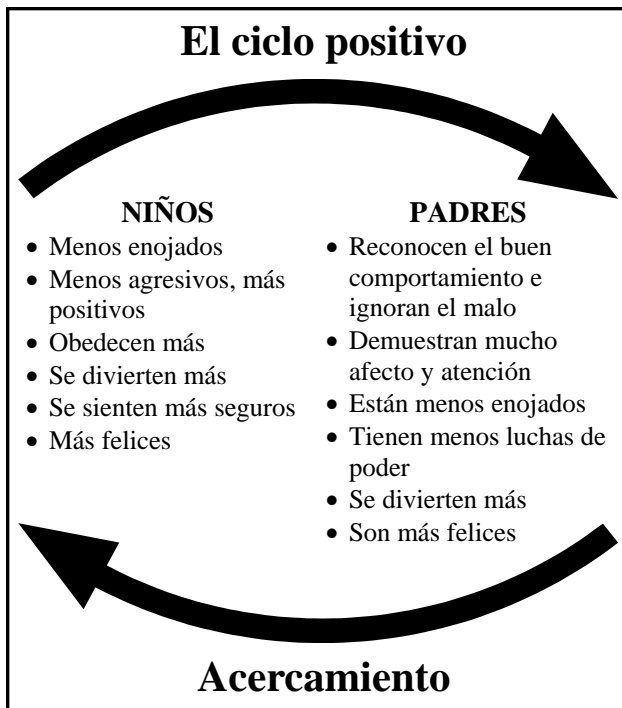 El ciclo positivo
NIÑOS
• Menos enojados
• Menos agresivos, más
positivos
• Obedecen más
• Se divierten más
• Se sienten más seguros
• Más felices
PADRES
• Reconocen el buen
comportamiento e
ignoran el malo
• Demuestran mucho
afecto y atención
• Están menos enojados
• Tienen menos luchas de
poder
• Se divierten más
• Son más felices
Acercamiento